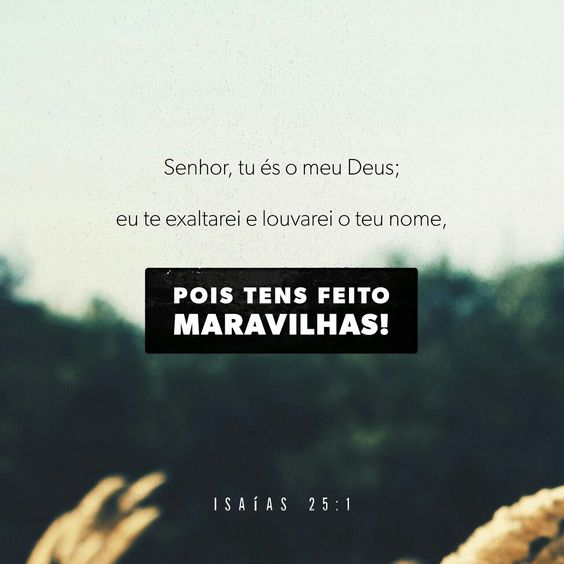 Senhor, tu és o meu Deus;
eu te exaltarei e louvarei o teu nome,
POIS TENS FEITO
MARAVILHAS!
ISAÍAS 25:1